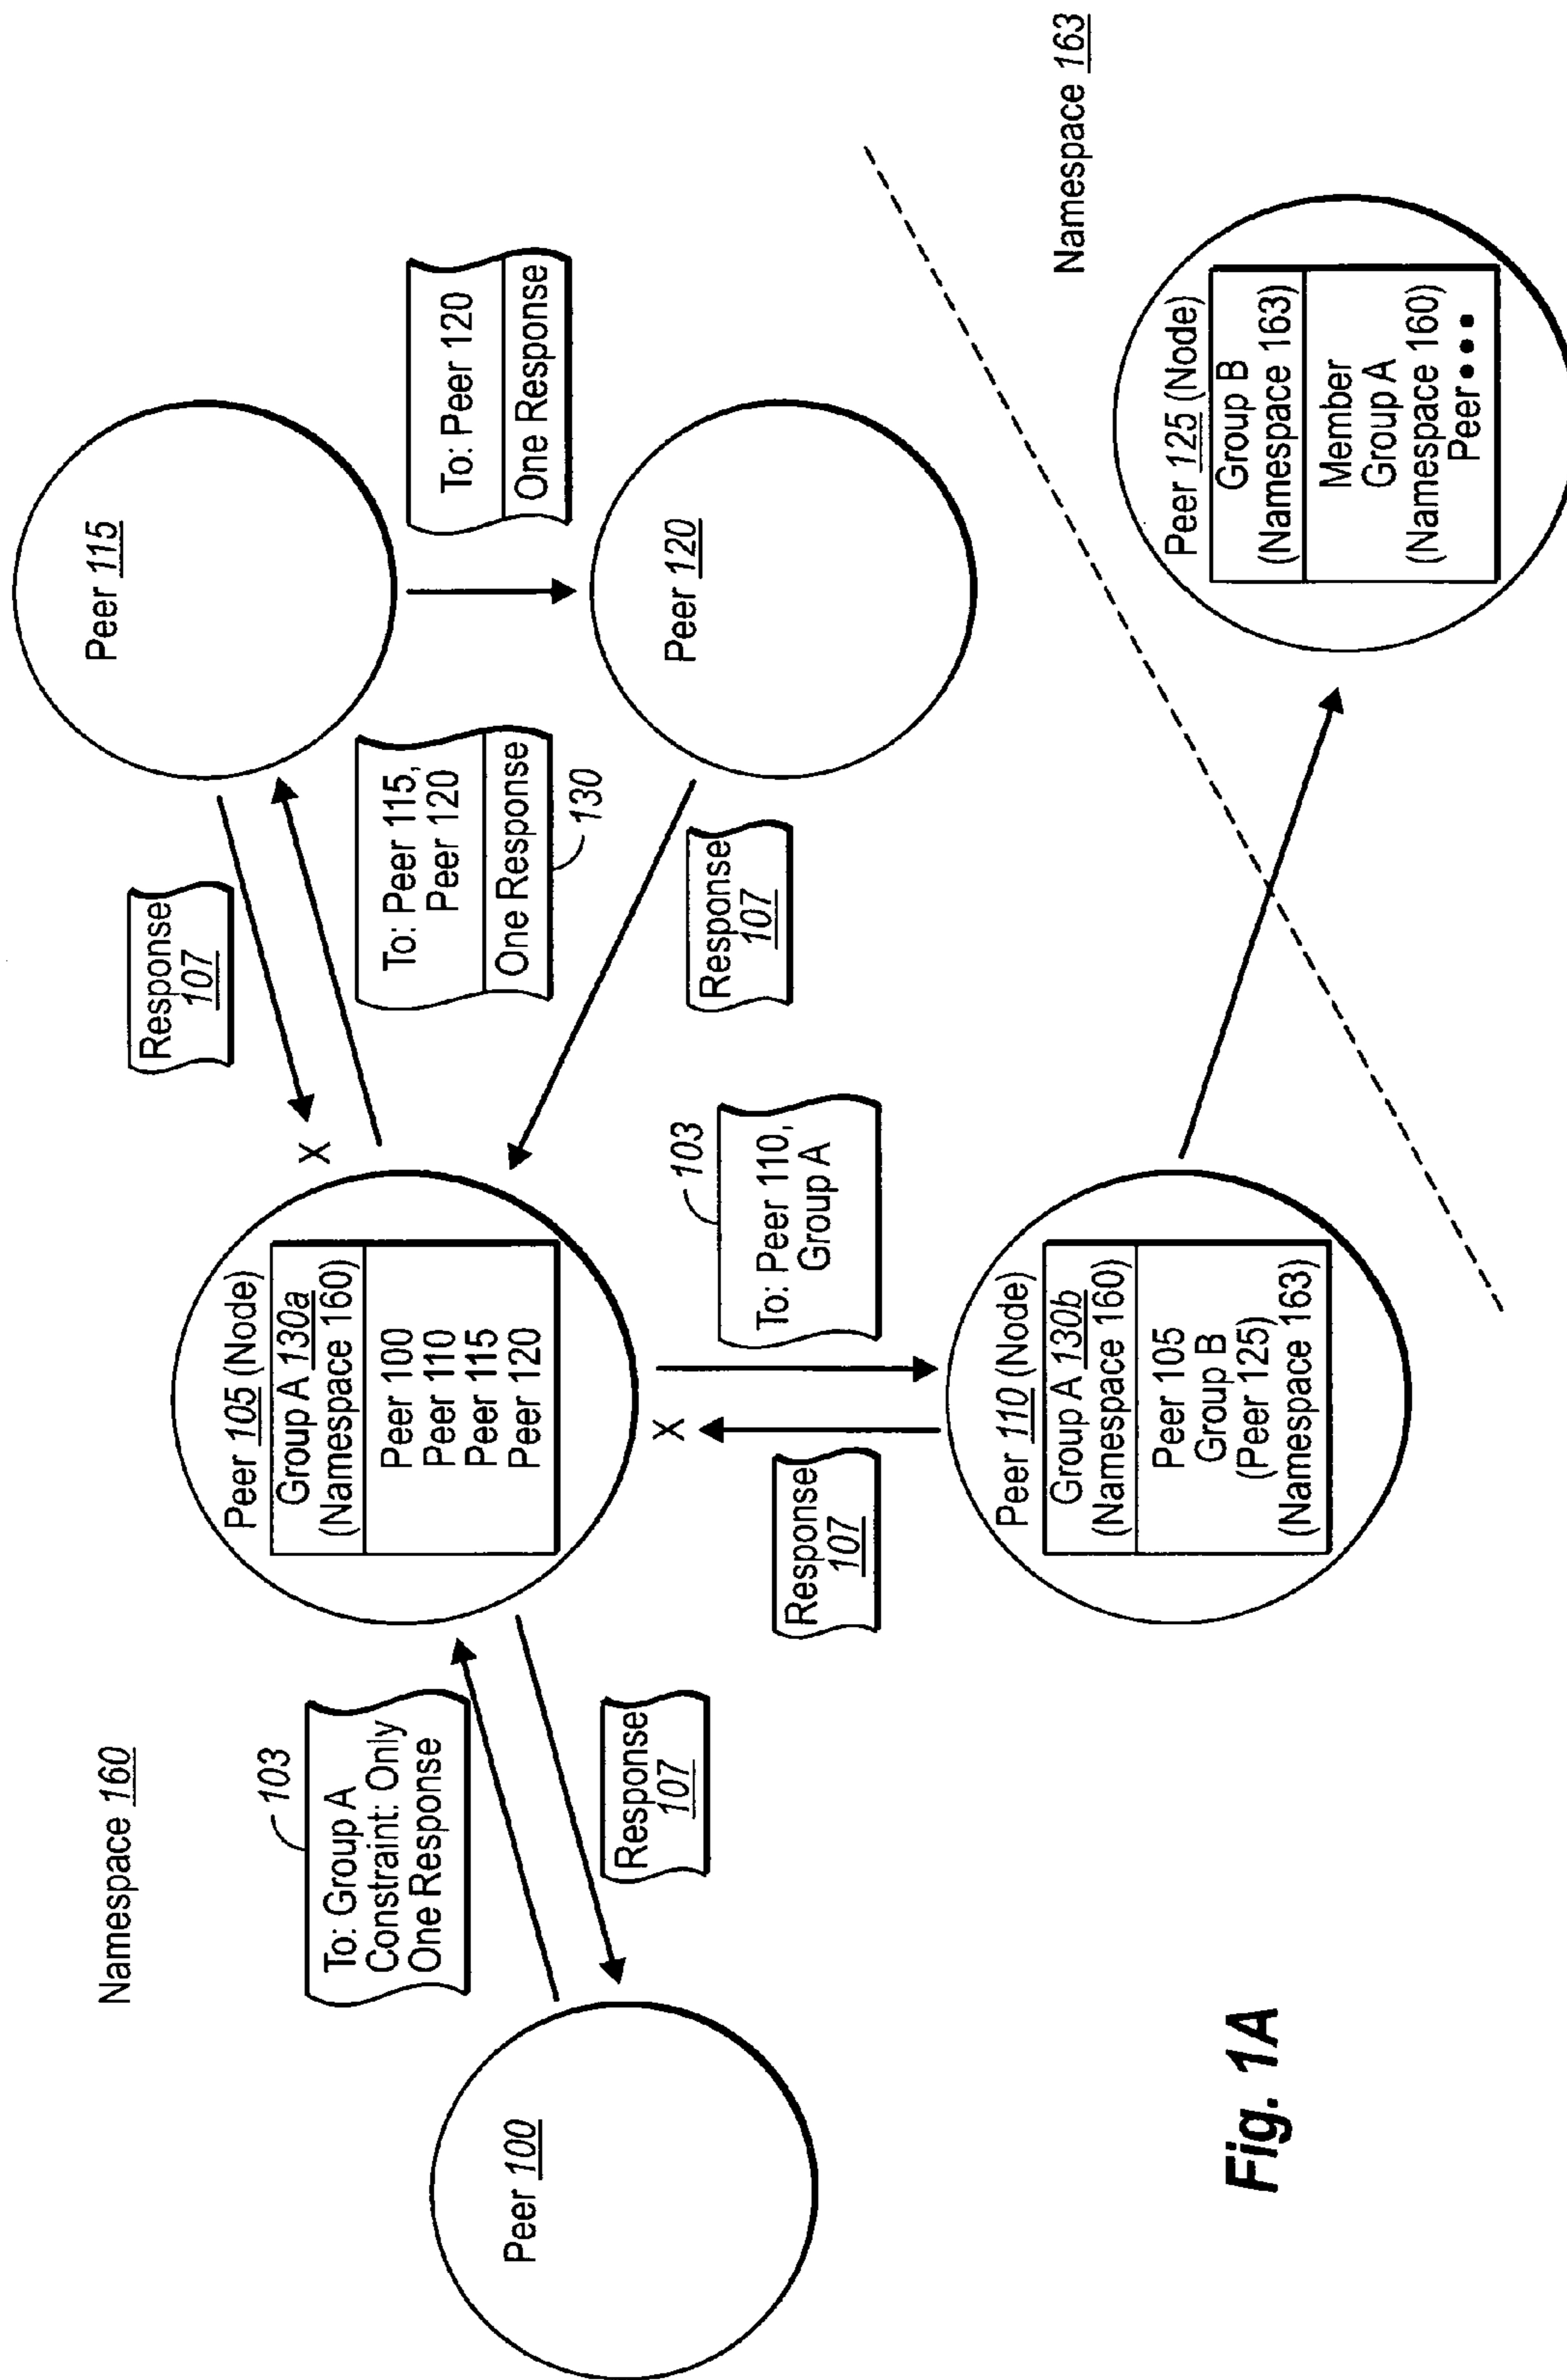 Namespace 160
103
To: Group A
Constraint: Only
One Response
Peer 100
Response
107
Peer 105 (Node)
Group A 130a
(Namespace 160)
Peer 100
Peer 110
Peer 115
Peer 120
X
Response
107
Peer 115
To: Peer 115,
Peer 120
One Response
130
To: Peer 120
One Response
Peer 120
Response
107
103
To: Peer 110,
Group A
X
Response
107
Peer 110 (Node)
Group A 130b
(Namespace 160)
Peer 105
Group B
(Peer 125)
(Namespace 163)
Namespace 163
Peer 125 (Node)
Group B
(Namespace 163)
Member
Group A
(Namespace 160)
Peer • • •
Fig. 1A